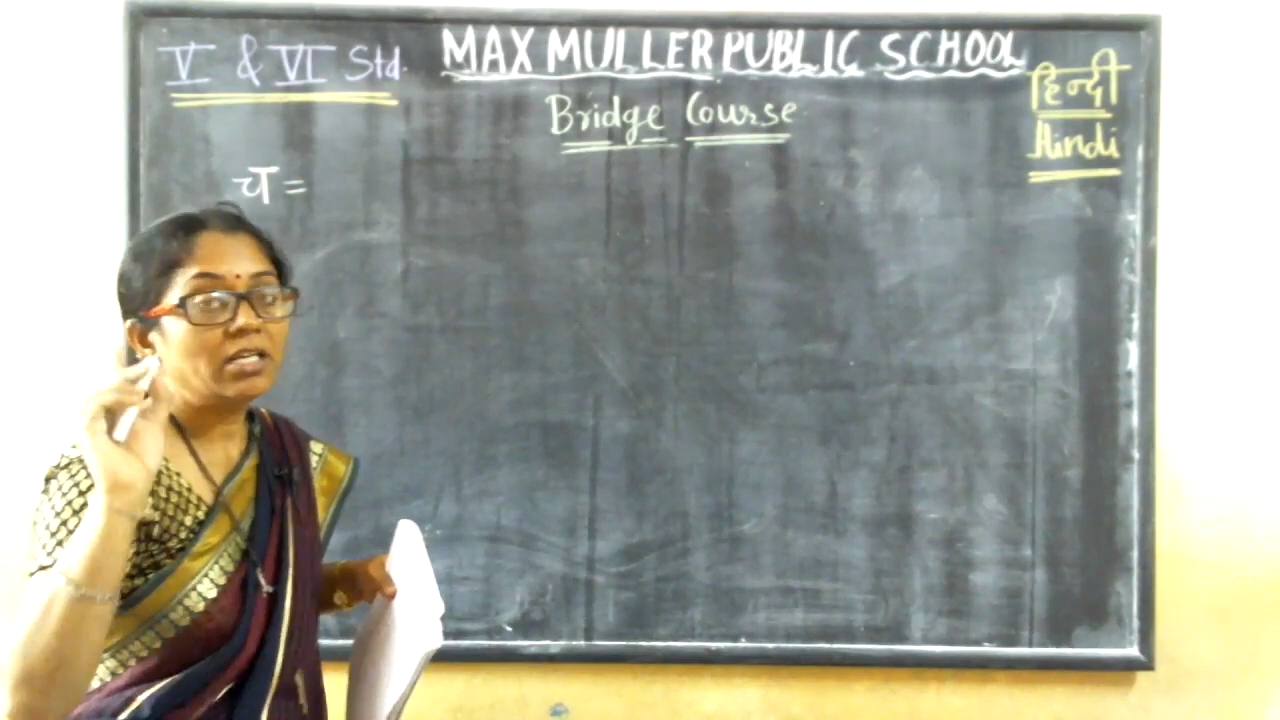 V & VI Std.
MAX MULLER PUBLIC SCHOOL
Bridge Course
हिन्दी
Hindi
च =